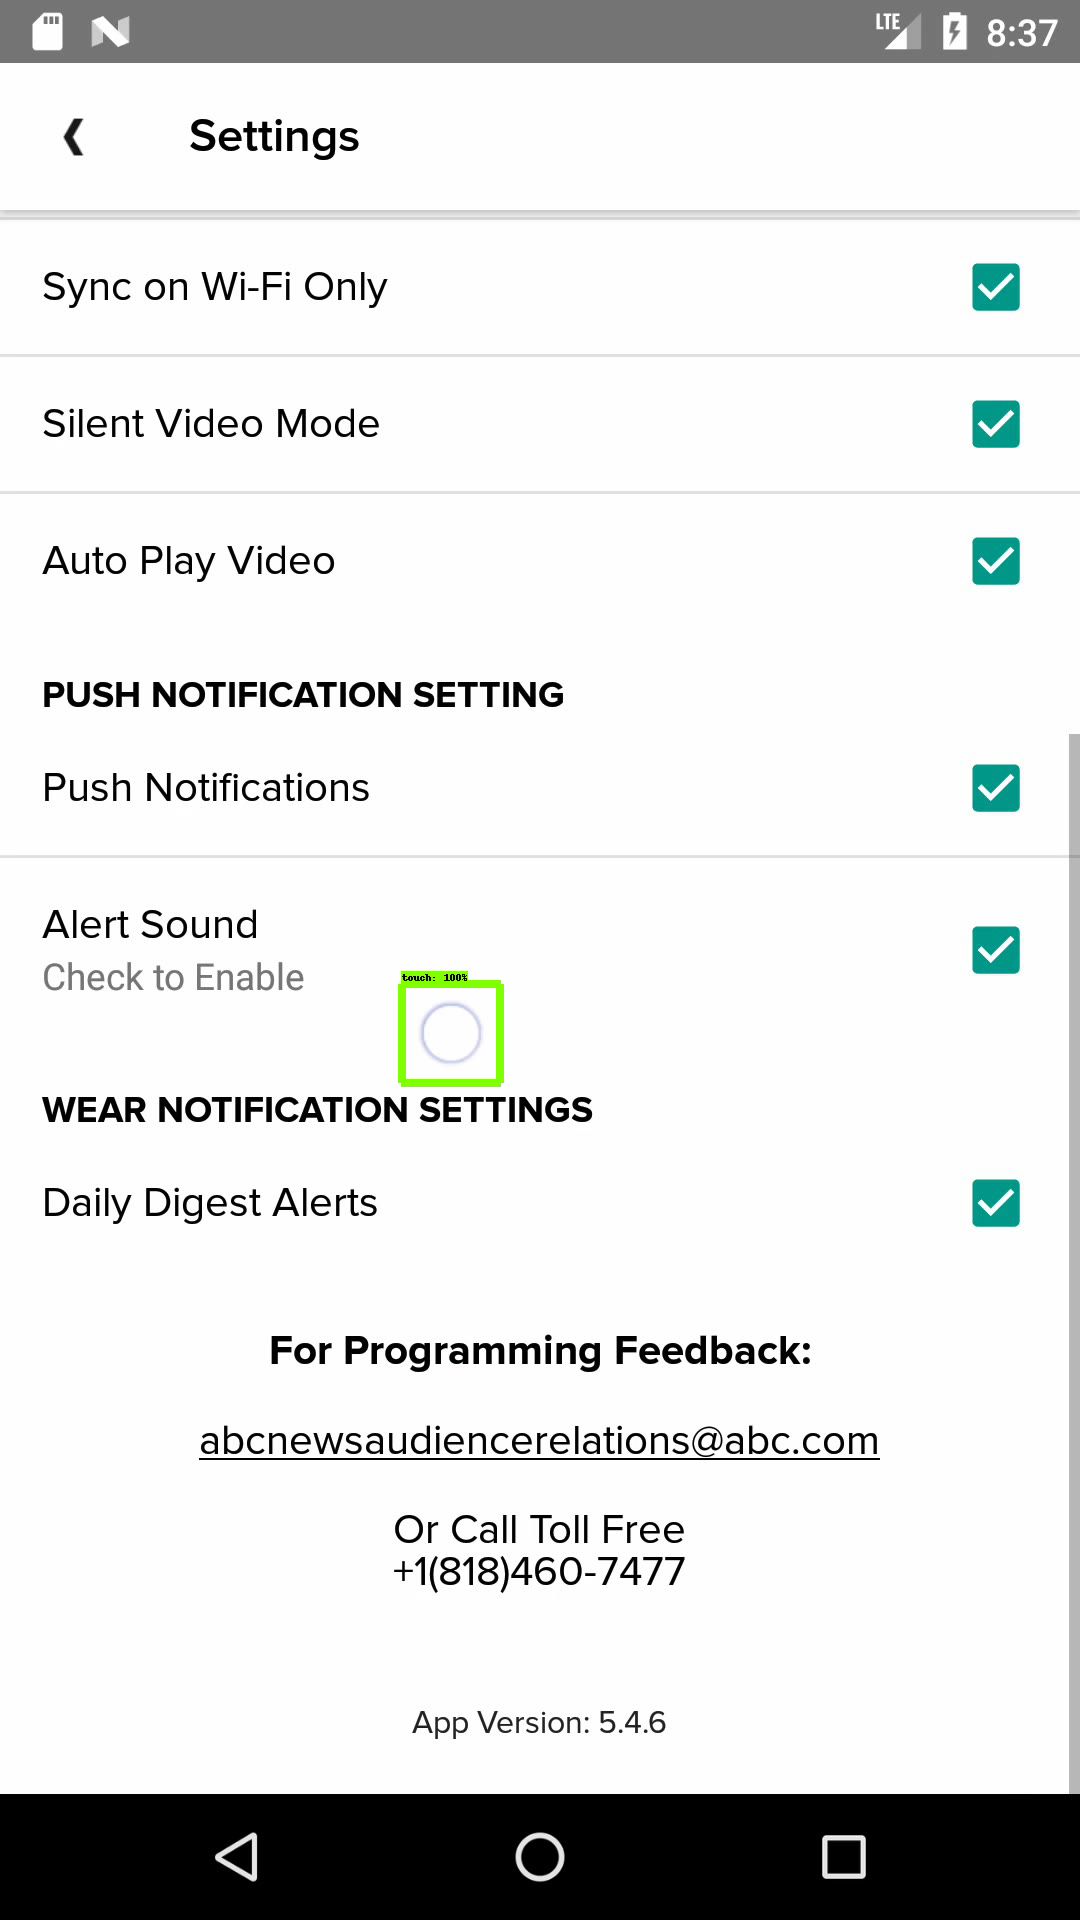 LTE 8:37
Settings
Sync on Wi-Fi Only
Silent Video Mode
Auto Play Video
PUSH NOTIFICATION SETTING
Push Notifications
Alert Sound
Check to Enable
touch: 100%
WEAR NOTIFICATION SETTINGS
Daily Digest Alerts
For Programming Feedback:
abcnewsaudiencerelations@abc.com
Or Call Toll Free
+1(818)460-7477
App Version: 5.4.6